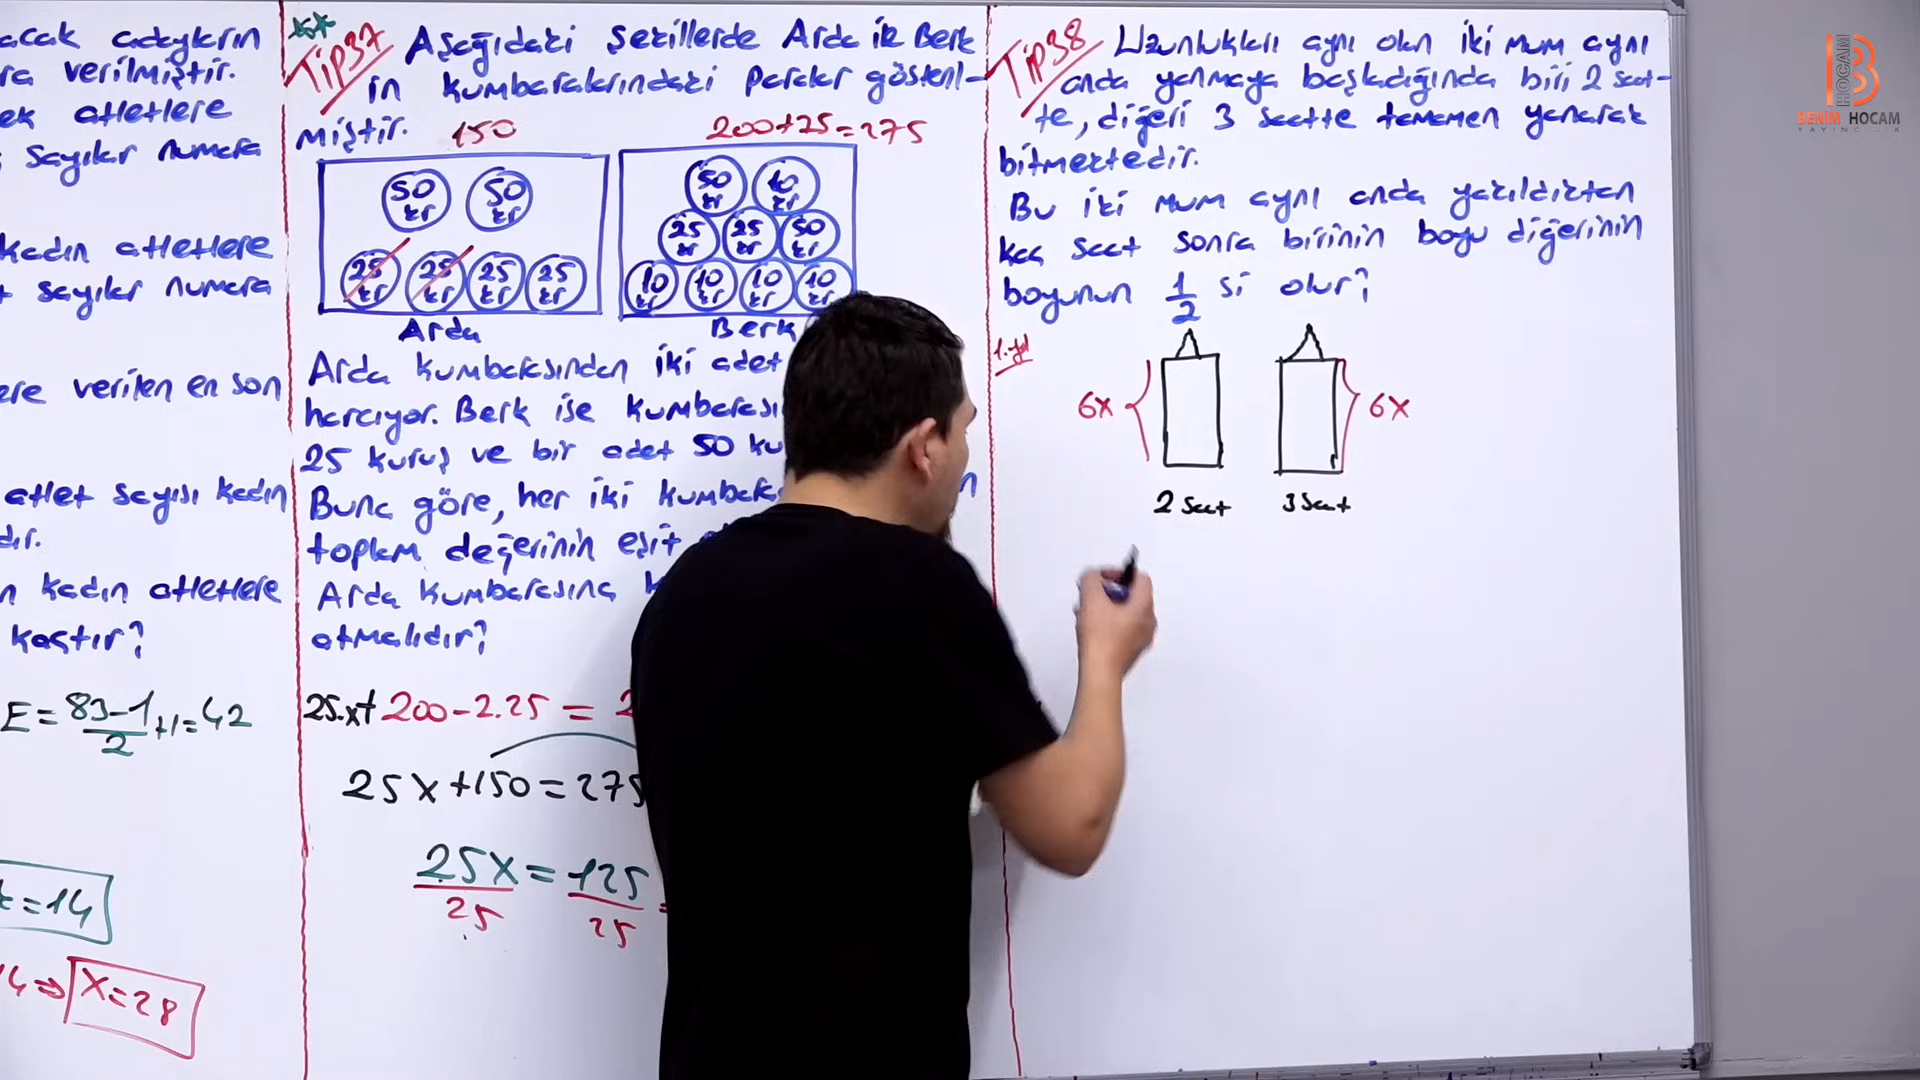 acak adayların
ra verilmiştir.
ek atletlere
sayılar numara
kadın atletlere
sayılar numara
ere verilen en son
atlet sayısı kadın
dır.
n kadın atletlere
kaçtır?
E = 83-1/2 +1 = 42
x = 14
4 ⇒ x = 28
Tip37 Aşağıdaki şekillerde Arda ile Berk
in kumbaralarındaki paralar gösteril-
miştir.
150
200+25=275
50 kr 50 kr
25 kr 25 kr 25 kr 25 kr
Arda
50 kr 10 kr
25 kr 25 kr 50 kr
10 kr 10 kr 10 kr 10 kr
Berk
Arda kumbarasından iki adet
harcıyor. Berk ise kumbarası
25 kuruş ve bir adet 50 ku
Buna göre, her iki kumbara
toplam değerinin eşit
Arda kumbarasına
atmalıdır?
25.x+200-2.25 = 2
25x+150=275
25x/25 = 125/25 =
Tip38 Uzunlukları aynı olan iki mum aynı
anda yanmaya başladığında biri 2 saat-
te, diğeri 3 saatte tamamen yanarak
bitmektedir.
Bu iki mum aynı anda yakıldıktan
kaç saat sonra birinin boyu diğerinin
boyunun 1/2 si olur?
1.yol
6x 6x
2 saat 3 saat
BENİM HOCAM
YAYINCILIK